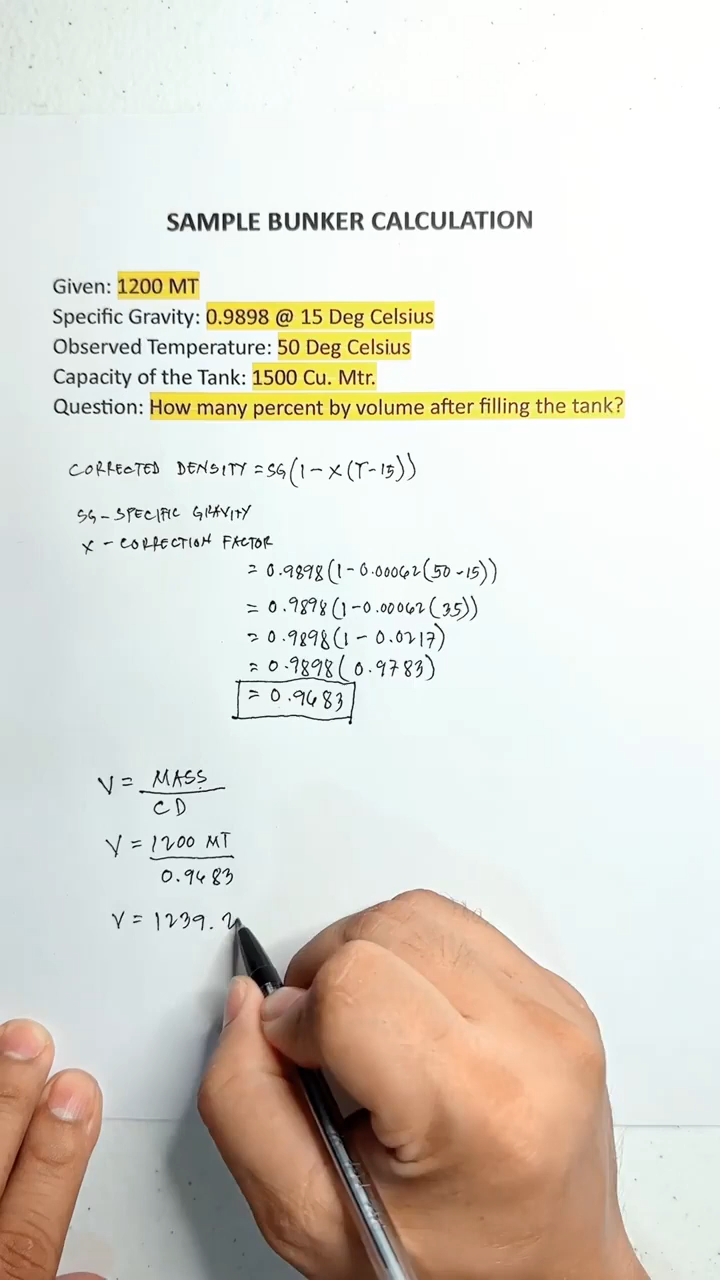 SAMPLE BUNKER CALCULATION
Given: 1200 MT
Specific Gravity: 0.9898 @ 15 Deg Celsius
Observed Temperature: 50 Deg Celsius
Capacity of the Tank: 1500 Cu. Mtr.
Question: How many percent by volume after filling the tank?
CORRECTED DENSITY = SG(1-X(T-15))
SG - SPECIFIC GRAVITY
X - CORRECTION FACTOR
= 0.9898(1-0.00062(50-15))
= 0.9898(1-0.00062(35))
= 0.9898(1-0.0217)
= 0.9898(0.9783)
= 0.9683
V = MASS
CD
V = 1200 MT
0.9683
V = 1239.2